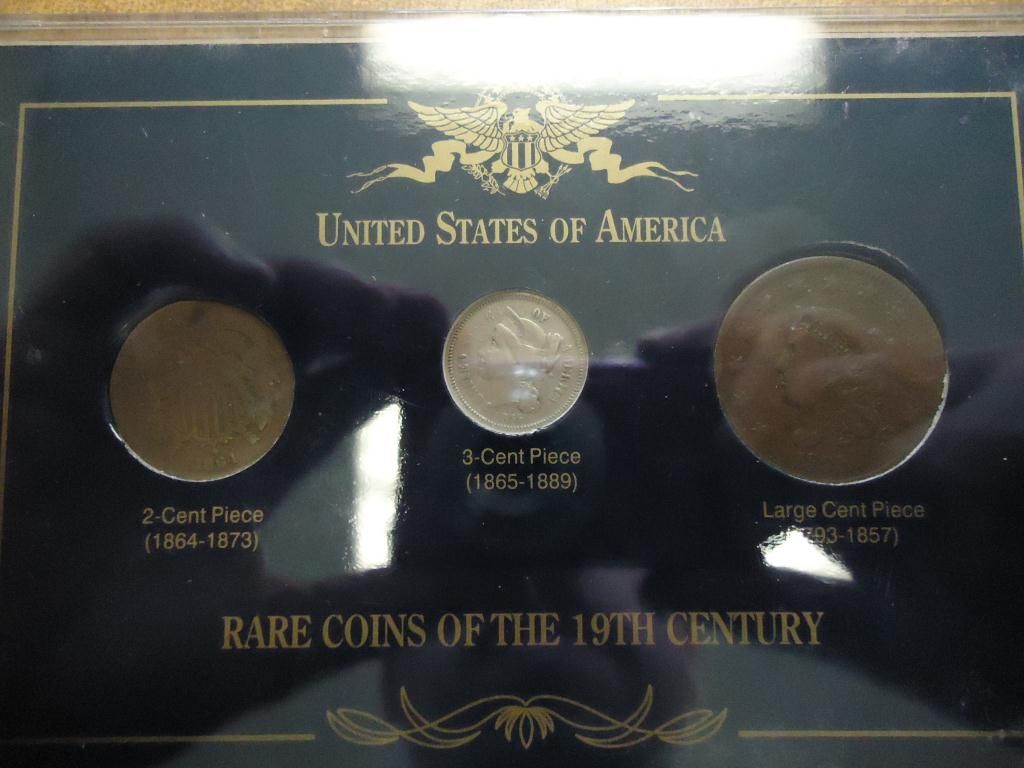 UNITED STATES OF AMERICA
2-Cent Piece
(1864-1873)
3-Cent Piece
(1865-1889)
Large Cent Piece
793-1857)
RARE COINS OF THE 19TH CENTURY